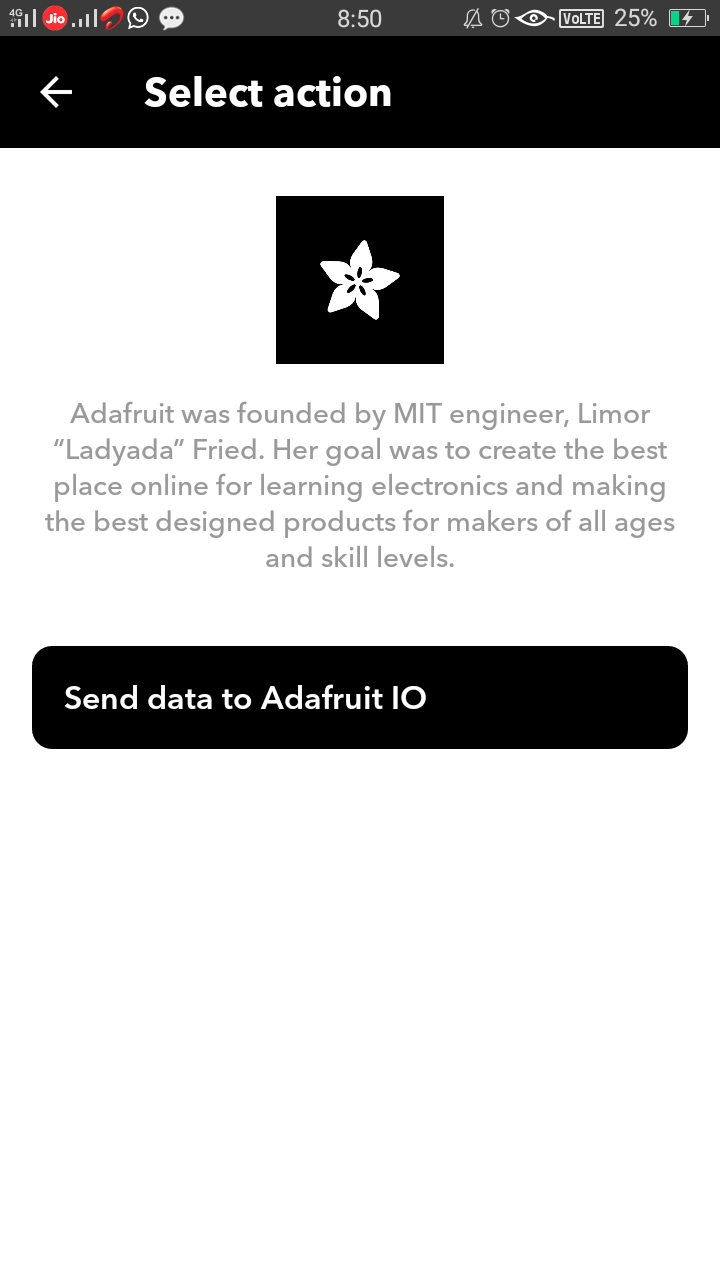 4G Jio 8:50 VoLTE 25%
Select action
Adafruit was founded by MIT engineer, Limor
“Ladyada” Fried. Her goal was to create the best
place online for learning electronics and making
the best designed products for makers of all ages
and skill levels.
Send data to Adafruit IO